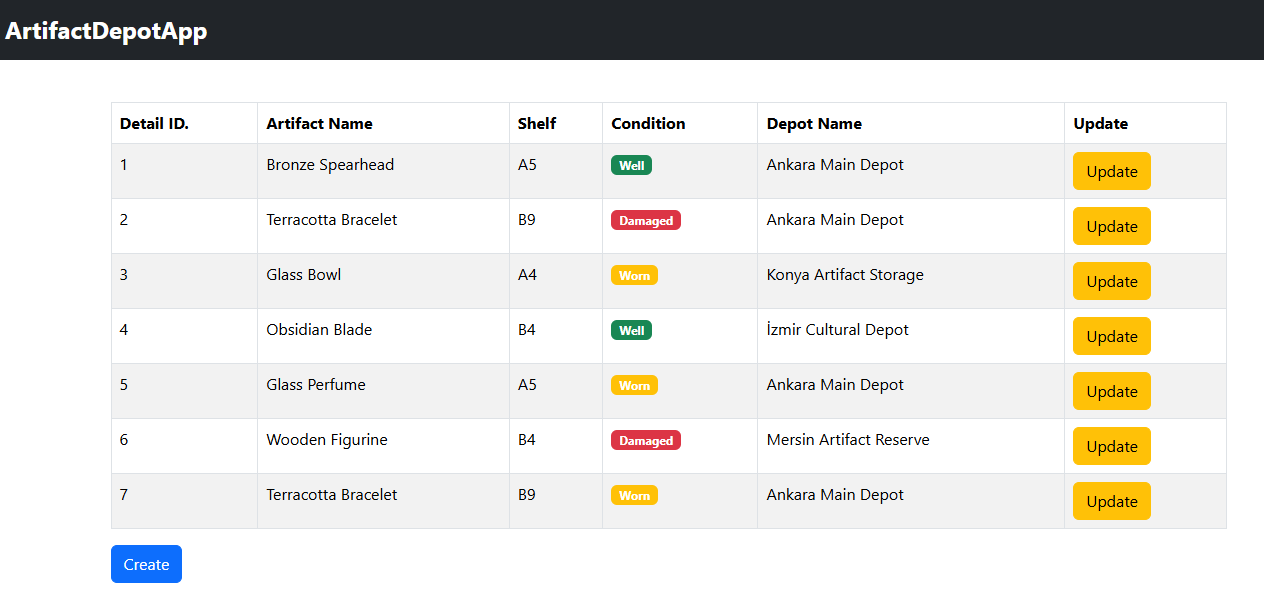 ArtifactDepotApp
Detail ID. Artifact Name Shelf Condition Depot Name Update
1 Bronze Spearhead A5 Well Ankara Main Depot Update
2 Terracotta Bracelet B9 Damaged Ankara Main Depot Update
3 Glass Bowl A4 Worn Konya Artifact Storage Update
4 Obsidian Blade B4 Well İzmir Cultural Depot Update
5 Glass Perfume A5 Worn Ankara Main Depot Update
6 Wooden Figurine B4 Damaged Mersin Artifact Reserve Update
7 Terracotta Bracelet B9 Worn Ankara Main Depot Update
Create